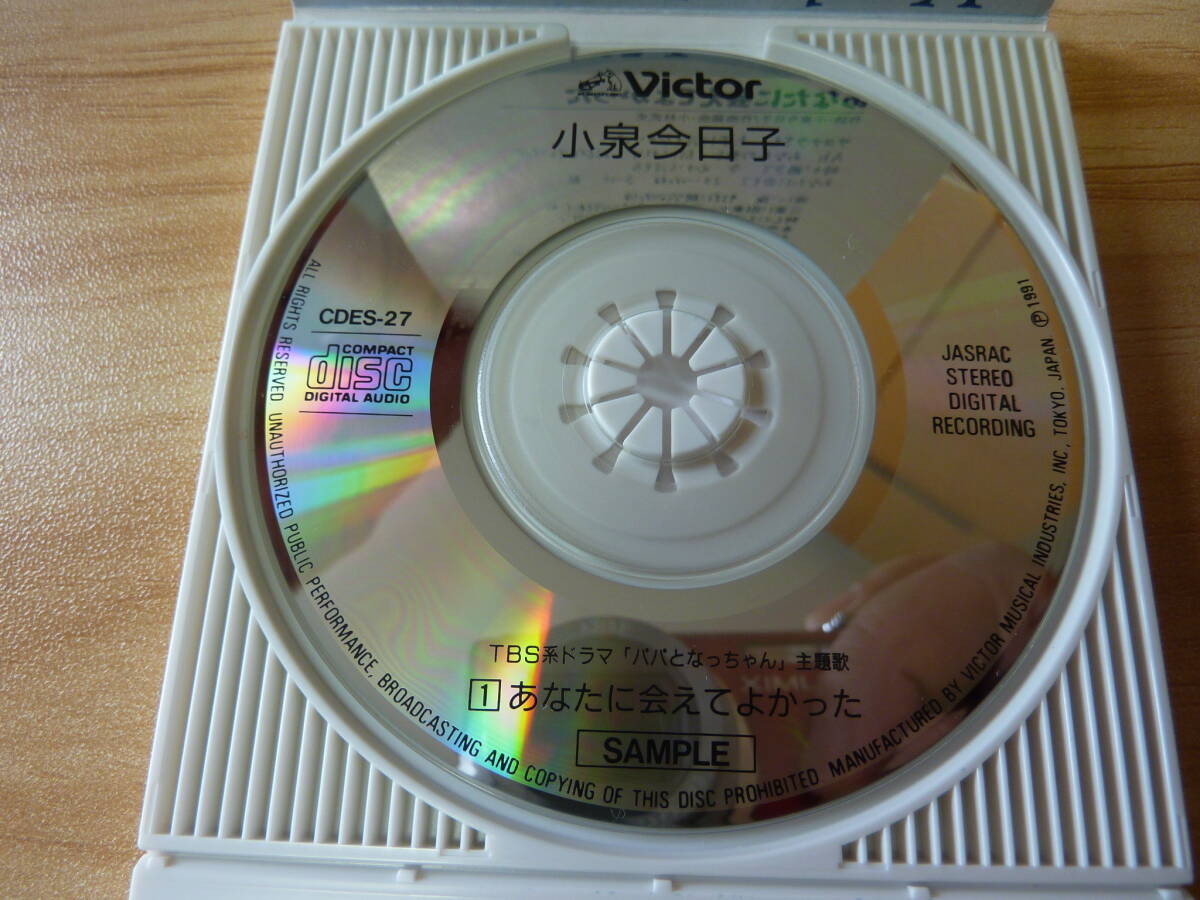 Victor
小泉今日子
CDES-27
COMPACT
disc
DIGITAL AUDIO
JASRAC
STEREO
DIGITAL
RECORDING
TBS系ドラマ「パパとなっちゃん」主題歌
1 あなたに会えてよかった
SAMPLE
ALL RIGHTS RESERVED UNAUTHORIZED PUBLIC PERFORMANCE, BROADCASTING AND COPYING OF THIS DISC PROHIBITED MANUFACTURED BY VICTOR MUSICAL INDUSTRIES, INC, TOKYO, JAPAN Ⓟ 1991